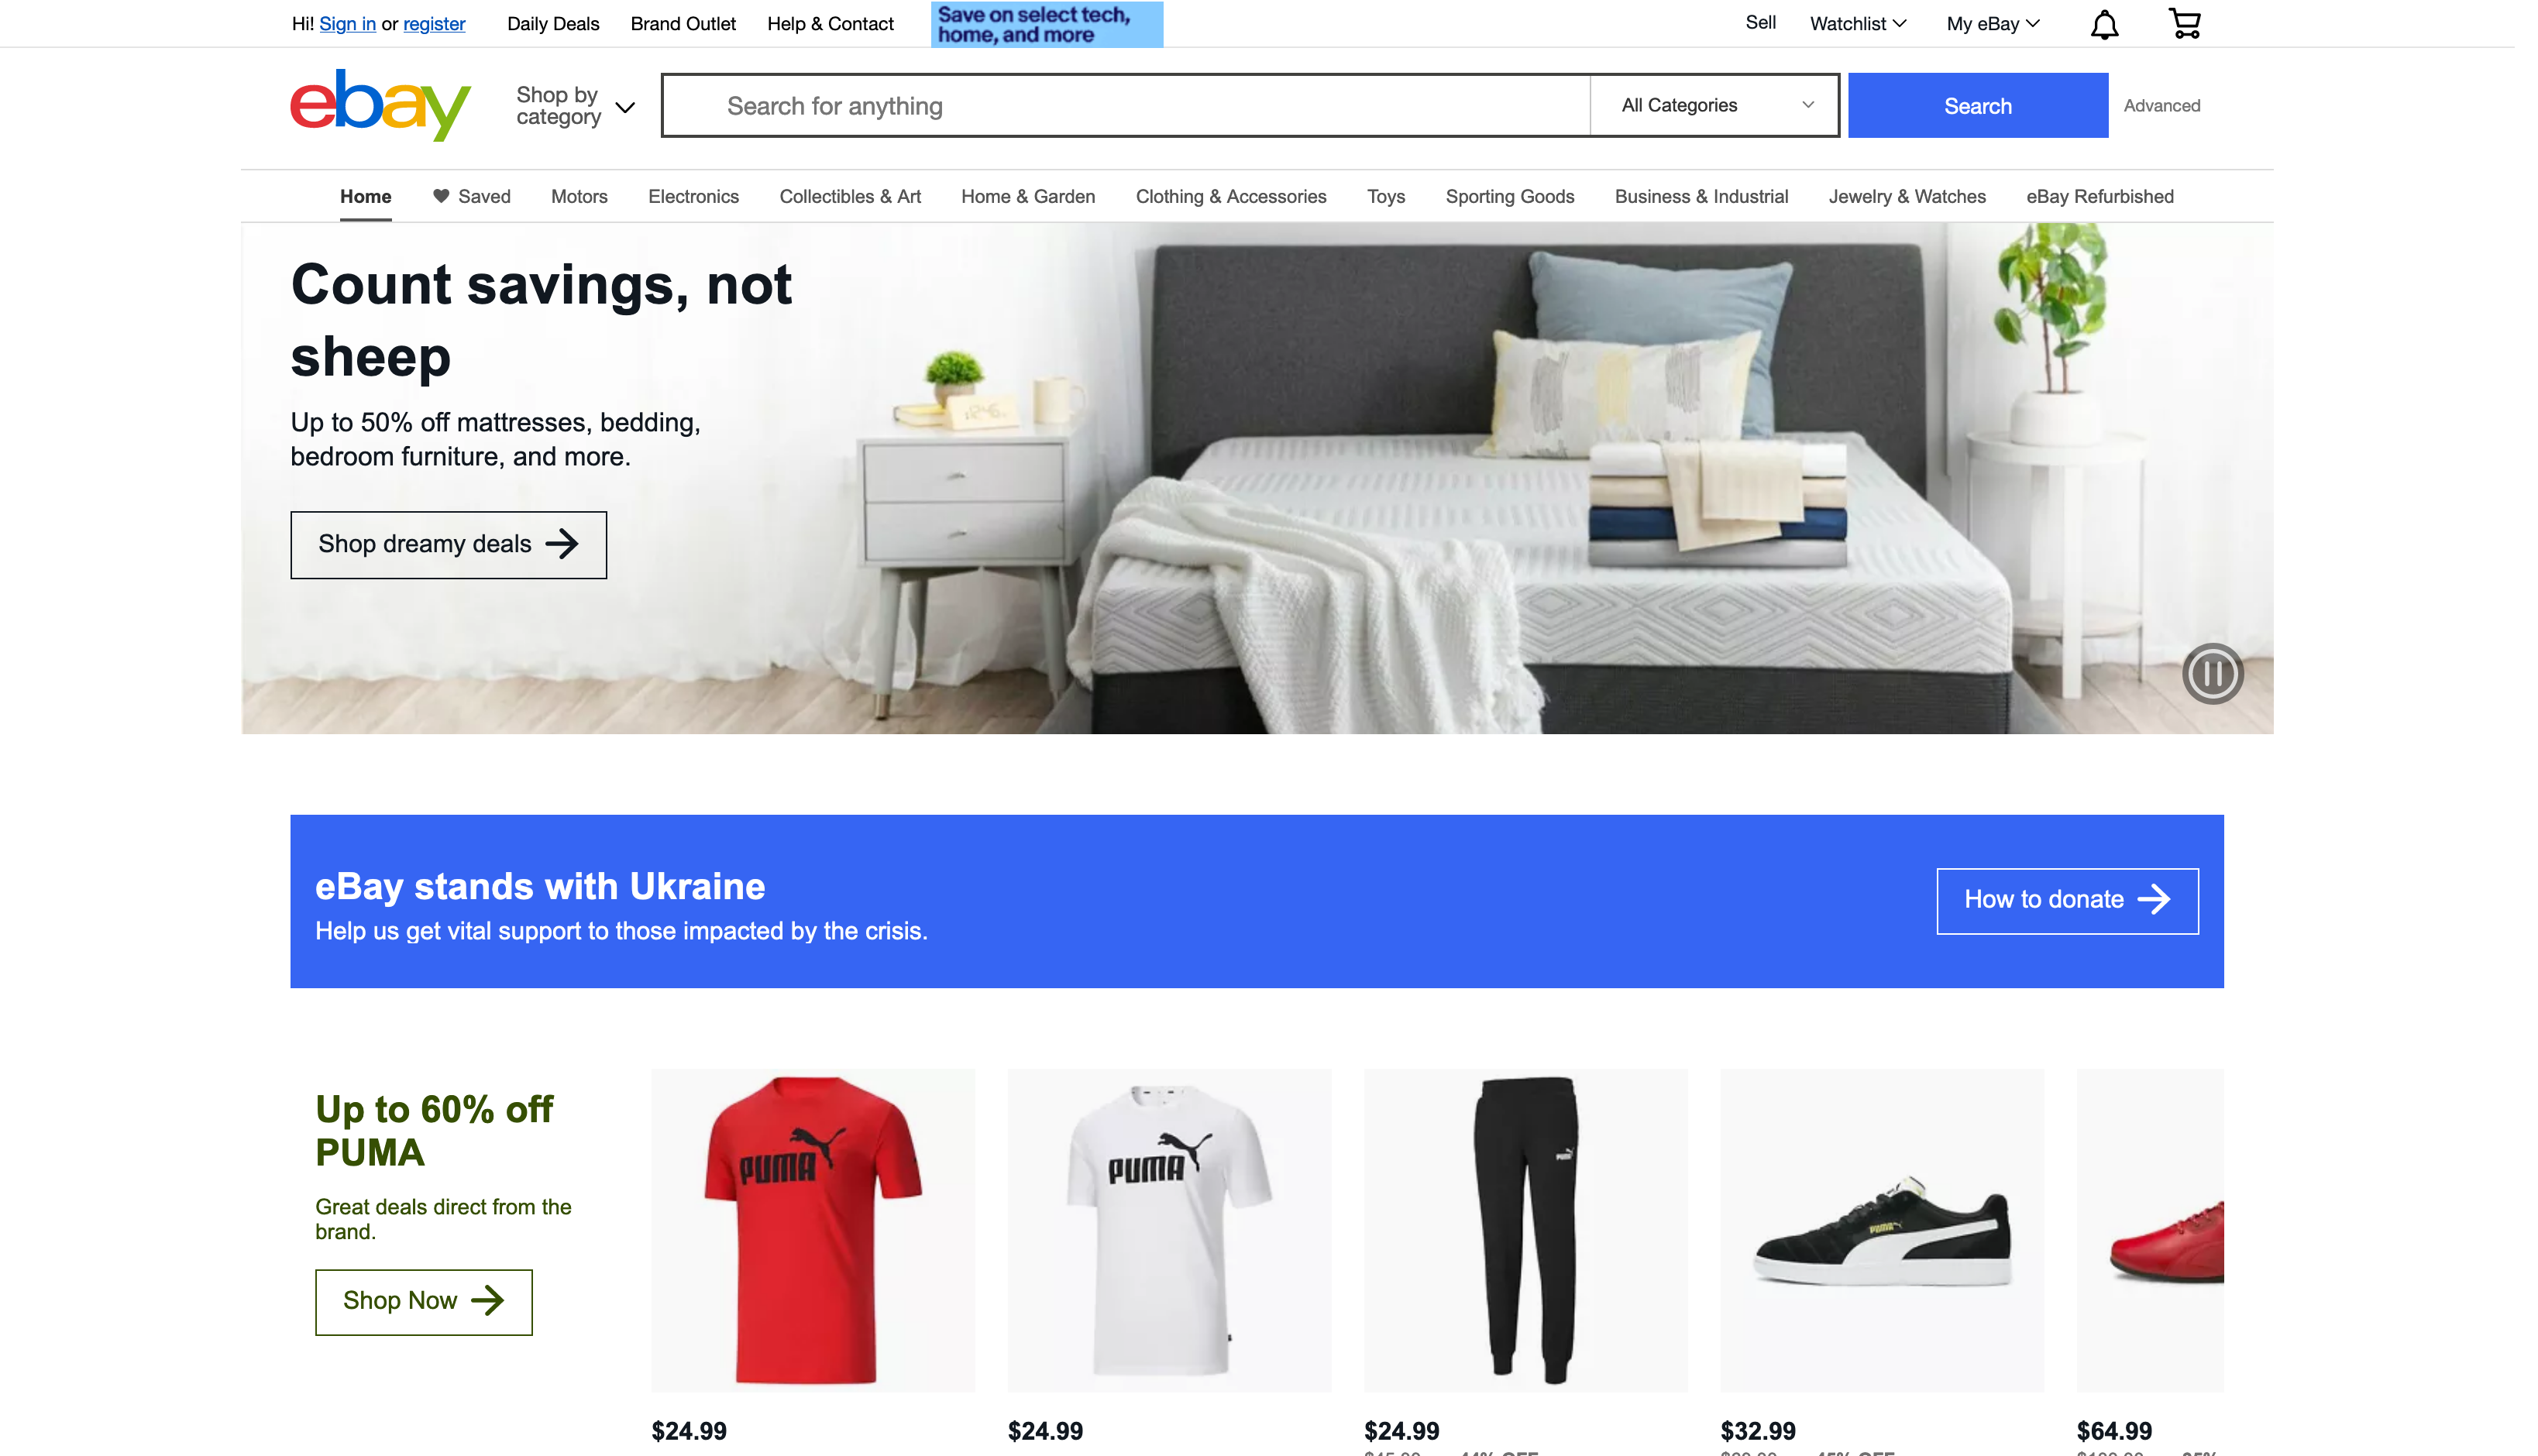 Hi! Sign in or register
Daily Deals
Brand Outlet
Help & Contact
Save on select tech,
home, and more
Sell
Watchlist
My eBay
ebay
Shop by
category
Search for anything
All Categories
Search
Advanced
Home
Saved
Motors
Electronics
Collectibles & Art
Home & Garden
Clothing & Accessories
Toys
Sporting Goods
Business & Industrial
Jewelry & Watches
eBay Refurbished
Count savings, not
sheep
Up to 50% off mattresses, bedding,
bedroom furniture, and more.
Shop dreamy deals
eBay stands with Ukraine
Help us get vital support to those impacted by the crisis.
How to donate
Up to 60% off
PUMA
Great deals direct from the
brand.
Shop Now
PUMA
PUMA
PUMA
PUMA
$24.99
$24.99
$24.99
$32.99
$64.99